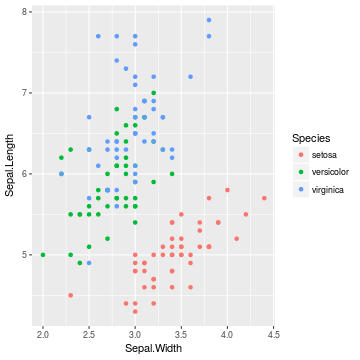 8
7
6
5
2.0 2.5 3.0 3.5 4.0 4.5
Sepal.Width
Sepal.Length
Species
setosa
versicolor
virginica